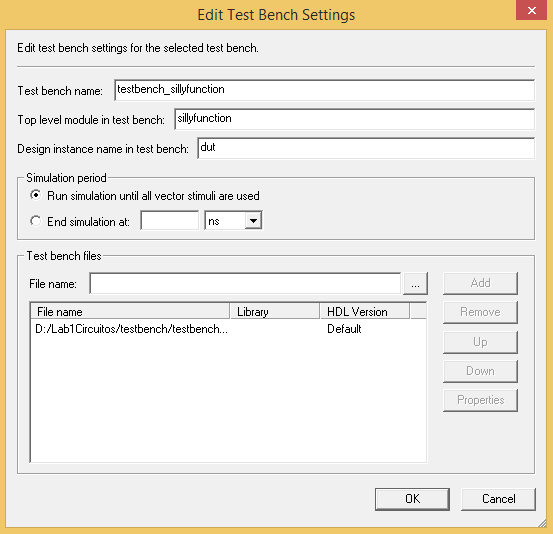 Edit Test Bench Settings
Edit test bench settings for the selected test bench.
Test bench name: testbench_sillyfunction
Top level module in test bench: sillyfunction
Design instance name in test bench: dut
Simulation period
Run simulation until all vector stimuli are used
End simulation at: ns
Test bench files
File name: ... Add
File name Library HDL Version Remove
D:/Lab1Circuitos/testbench/testbench... Default
Up
Down
Properties
OK Cancel